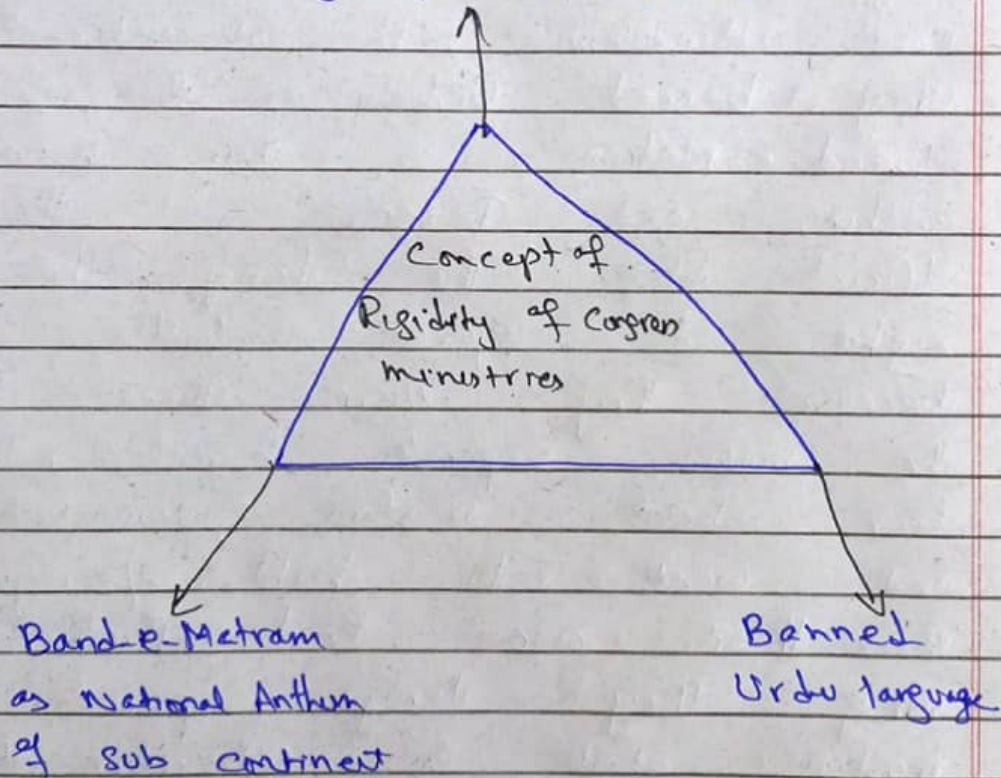 Concept of
Rigidity of Congress
ministries
Band-e-Matram
as National Anthem
of sub continent
Banned
Urdu language